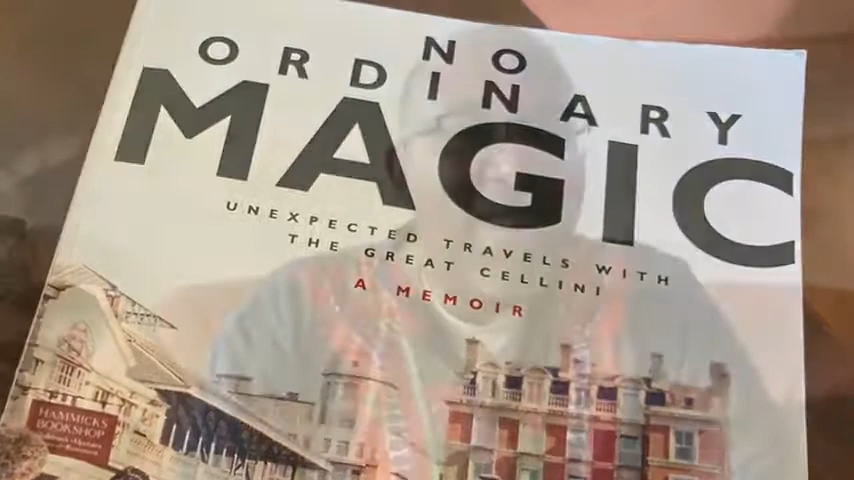 NO
ORDINARY
MAGIC
UNEXPECTED TRAVELS WITH
THE GREAT CELLINI
A MEMOIR
HAMMICKS
BOOKSHOP